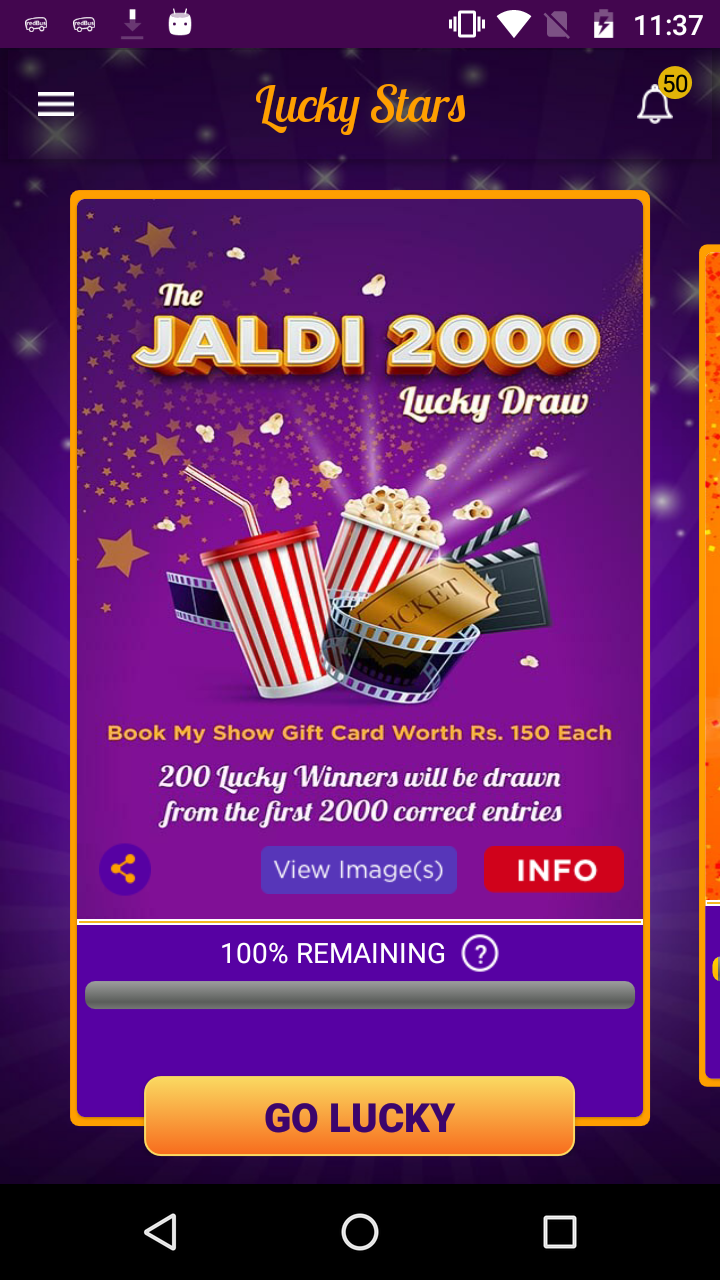 redBus redBus 11:37
Lucky Stars
50
The
JALDI 2000
Lucky Draw
TICKET
Book My Show Gift Card Worth Rs. 150 Each
200 Lucky Winners will be drawn
from the first 2000 correct entries
View Image(s) INFO
100% REMAINING ?
GO LUCKY